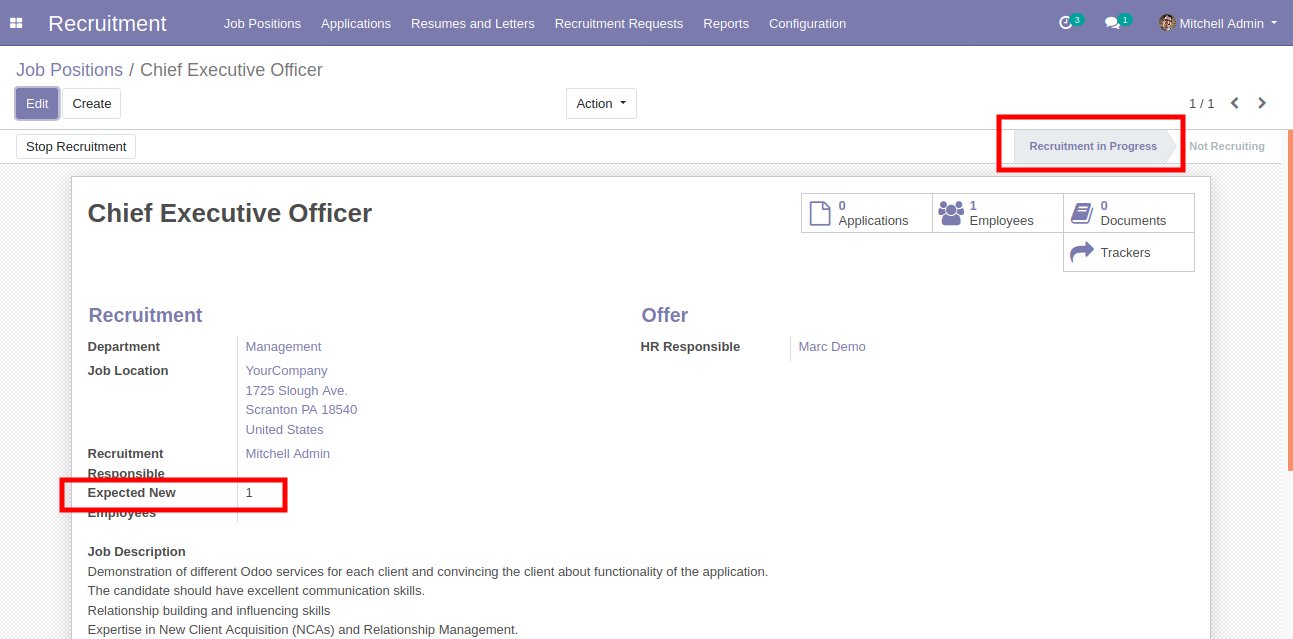 Recruitment Job Positions Applications Resumes and Letters Recruitment Requests Reports Configuration 3 1 Mitchell Admin
Job Positions / Chief Executive Officer
Edit Create Action 1 / 1
Stop Recruitment Recruitment in Progress Not Recruiting
Chief Executive Officer
0 Applications
1 Employees
0 Documents
Trackers
Recruitment
Department Management
Job Location YourCompany
1725 Slough Ave.
Scranton PA 18540
United States
Recruitment Responsible Mitchell Admin
Expected New Employees 1
Offer
HR Responsible Marc Demo
Job Description
Demonstration of different Odoo services for each client and convincing the client about functionality of the application.
The candidate should have excellent communication skills.
Relationship building and influencing skills
Expertise in New Client Acquisition (NCAs) and Relationship Management.